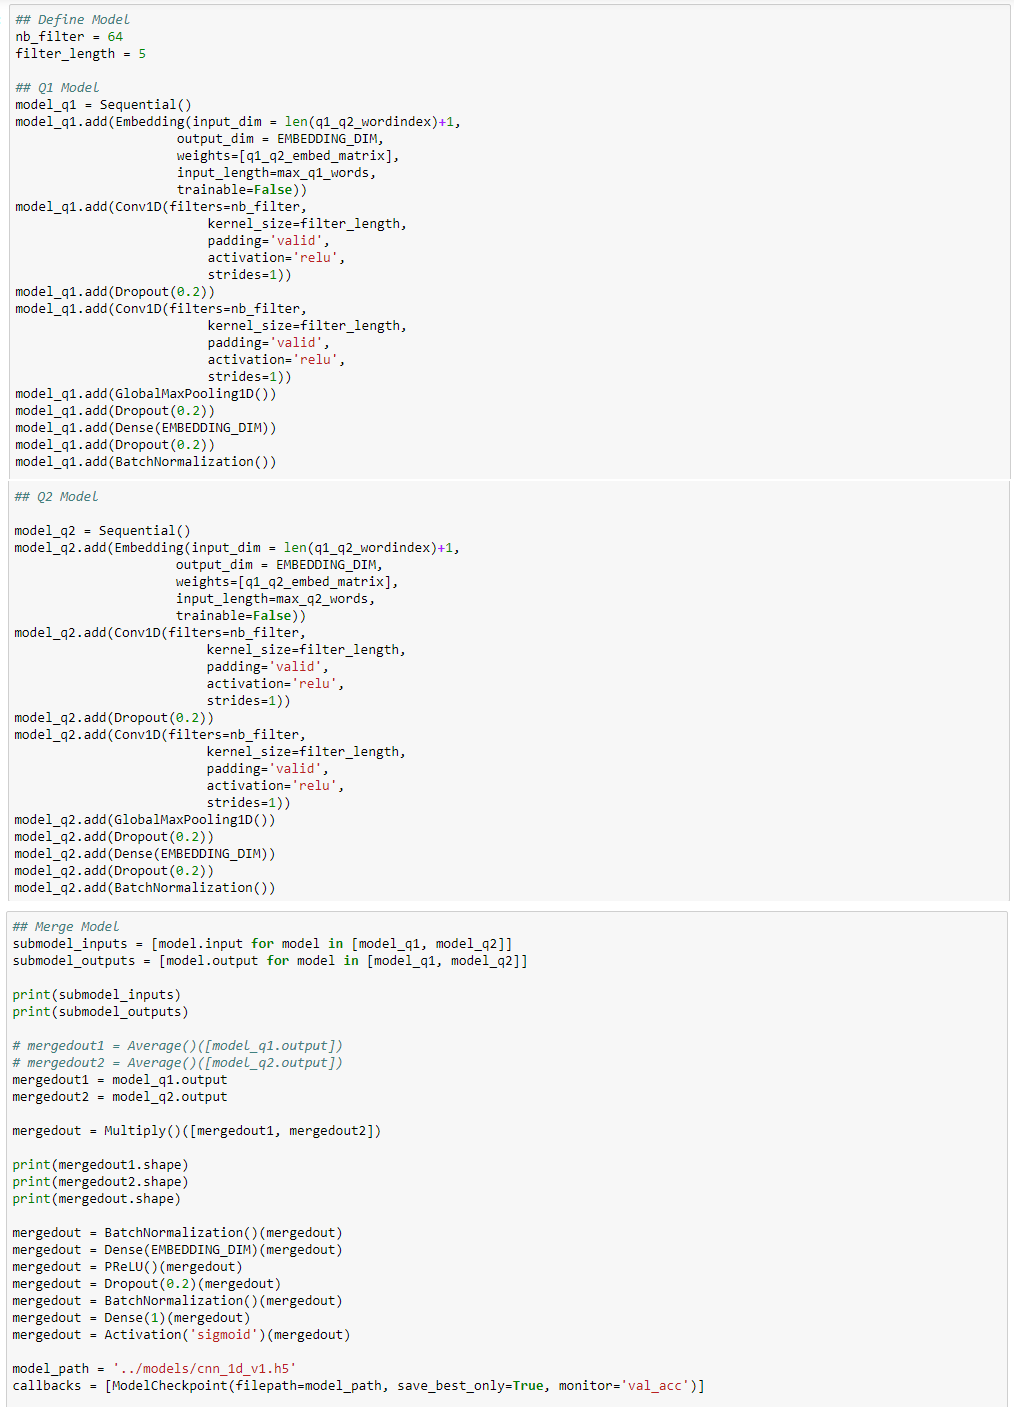 ## Define Model
nb_filter = 64
filter_length = 5
## Q1 Model
model_q1 = Sequential()
model_q1.add(Embedding(input_dim = len(q1_q2_wordindex)+1,
output_dim = EMBEDDING_DIM,
weights=[q1_q2_embed_matrix],
input_length=max_q1_words,
trainable=False))
model_q1.add(Conv1D(filters=nb_filter,
kernel_size=filter_length,
padding='valid',
activation='relu',
strides=1))
model_q1.add(Dropout(0.2))
model_q1.add(Conv1D(filters=nb_filter,
kernel_size=filter_length,
padding='valid',
activation='relu',
strides=1))
model_q1.add(GlobalMaxPooling1D())
model_q1.add(Dropout(0.2))
model_q1.add(Dense(EMBEDDING_DIM))
model_q1.add(Dropout(0.2))
model_q1.add(BatchNormalization())
## Q2 Model
model_q2 = Sequential()
model_q2.add(Embedding(input_dim = len(q1_q2_wordindex)+1,
output_dim = EMBEDDING_DIM,
weights=[q1_q2_embed_matrix],
input_length=max_q2_words,
trainable=False))
model_q2.add(Conv1D(filters=nb_filter,
kernel_size=filter_length,
padding='valid',
activation='relu',
strides=1))
model_q2.add(Dropout(0.2))
model_q2.add(Conv1D(filters=nb_filter,
kernel_size=filter_length,
padding='valid',
activation='relu',
strides=1))
model_q2.add(GlobalMaxPooling1D())
model_q2.add(Dropout(0.2))
model_q2.add(Dense(EMBEDDING_DIM))
model_q2.add(Dropout(0.2))
model_q2.add(BatchNormalization())
## Merge Model
submodel_inputs = [model.input for model in [model_q1, model_q2]]
submodel_outputs = [model.output for model in [model_q1, model_q2]]
print(submodel_inputs)
print(submodel_outputs)
# mergedout1 = Average()([model_q1.output])
# mergedout2 = Average()([model_q2.output])
mergedout1 = model_q1.output
mergedout2 = model_q2.output
mergedout = Multiply()([mergedout1, mergedout2])
print(mergedout1.shape)
print(mergedout2.shape)
print(mergedout.shape)
mergedout = BatchNormalization()(mergedout)
mergedout = Dense(EMBEDDING_DIM)(mergedout)
mergedout = PReLU()(mergedout)
mergedout = Dropout(0.2)(mergedout)
mergedout = BatchNormalization()(mergedout)
mergedout = Dense(1)(mergedout)
mergedout = Activation('sigmoid')(mergedout)
model_path = '../models/cnn_1d_v1.h5'
callbacks = [ModelCheckpoint(filepath=model_path, save_best_only=True, monitor='val_acc')]